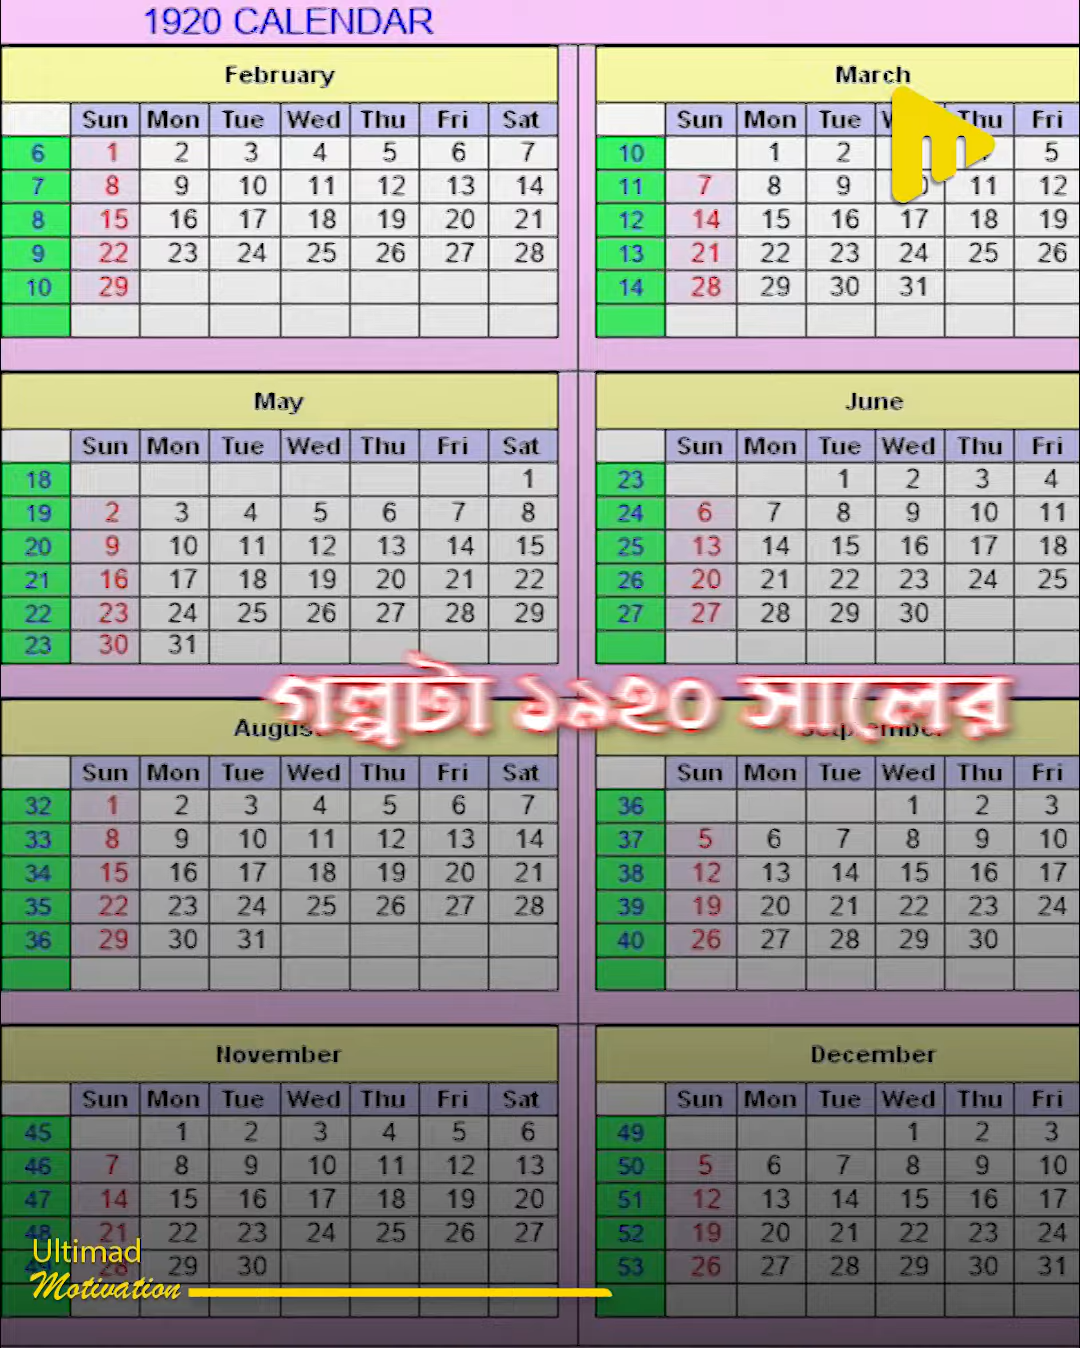 1920 CALENDAR
February
Sun Mon Tue Wed Thu Fri Sat
6 1 2 3 4 5 6 7
7 8 9 10 11 12 13 14
8 15 16 17 18 19 20 21
9 22 23 24 25 26 27 28
10 29
March
Sun Mon Tue Thu Fri
10 1 2 5
11 7 8 9 11 12
12 14 15 16 17 18 19
13 21 22 23 24 25 26
14 28 29 30 31
May
Sun Mon Tue Wed Thu Fri Sat
18 1
19 2 3 4 5 6 7 8
20 9 10 11 12 13 14 15
21 16 17 18 19 20 21 22
22 23 24 25 26 27 28 29
23 30 31
June
Sun Mon Tue Wed Thu Fri
23 1 2 3 4
24 6 7 8 9 10 11
25 13 14 15 16 17 18
26 20 21 22 23 24 25
27 27 28 29 30
গল্পটা ১৯২০ সালের
August
Sun Mon Tue Wed Thu Fri Sat
32 1 2 3 4 5 6 7
33 8 9 10 11 12 13 14
34 15 16 17 18 19 20 21
35 22 23 24 25 26 27 28
36 29 30 31
September
Sun Mon Tue Wed Thu Fri
36 1 2 3
37 5 6 7 8 9 10
38 12 13 14 15 16 17
39 19 20 21 22 23 24
40 26 27 28 29 30
November
Sun Mon Tue Wed Thu Fri Sat
45 1 2 3 4 5 6
46 7 8 9 10 11 12 13
47 14 15 16 17 18 19 20
48 21 22 23 24 25 26 27
49 28 29 30
December
Sun Mon Tue Wed Thu Fri
49 1 2 3
50 5 6 7 8 9 10
51 12 13 14 15 16 17
52 19 20 21 22 23 24
53 26 27 28 29 30 31
Ultimad
Motivation